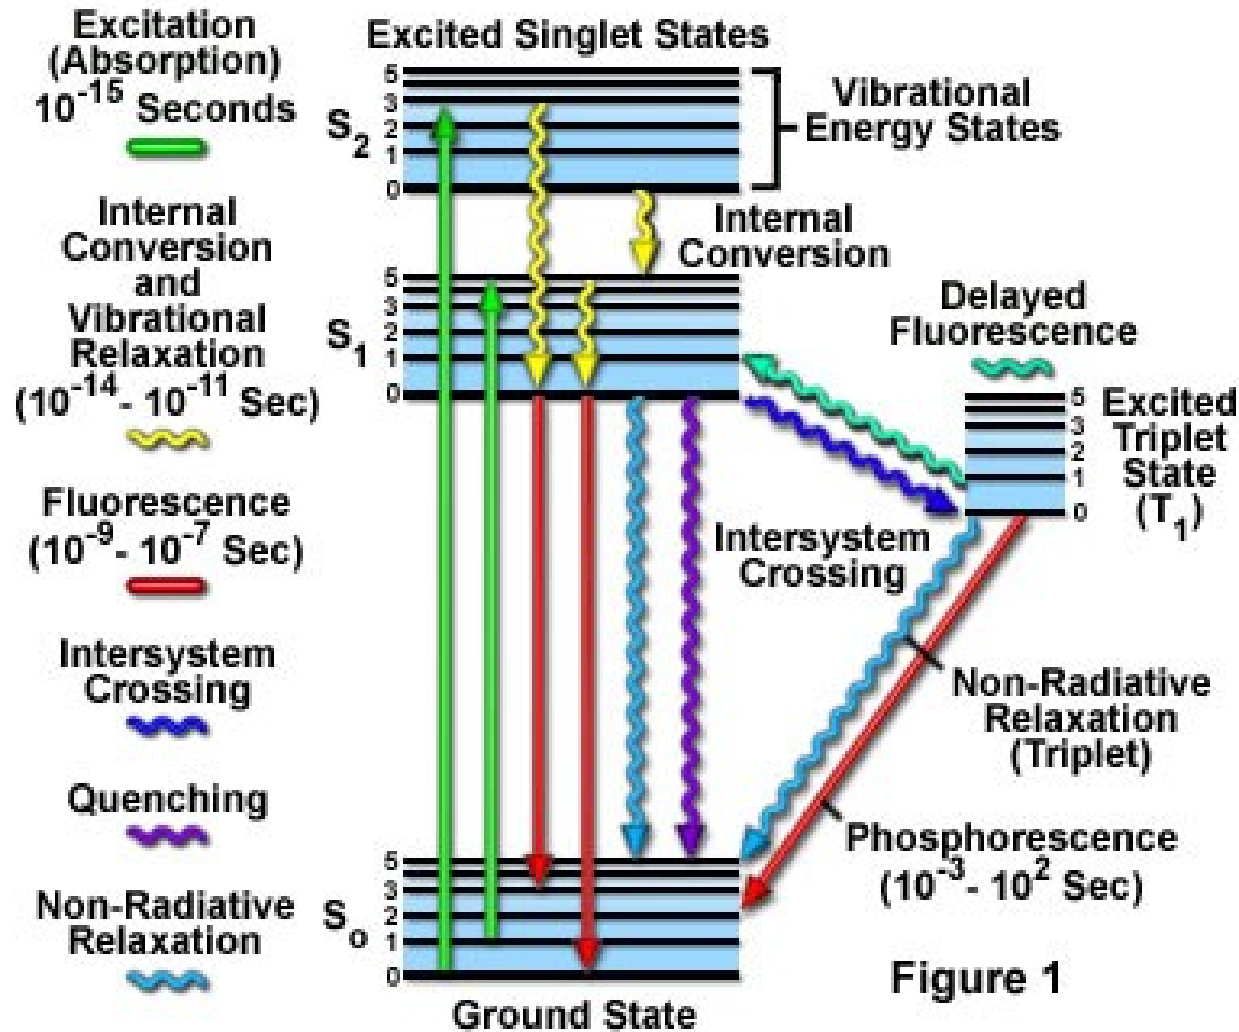 Excitation
(Absorption)
10⁻¹⁵ Seconds
Internal
Conversion
and
Vibrational
Relaxation
(10⁻¹⁴ - 10⁻¹¹ Sec)
Fluorescence
(10⁻⁹ - 10⁻⁷ Sec)
Intersystem
Crossing
Quenching
Non-Radiative
Relaxation
Excited Singlet States
S₂
5
3
2
1
0
Vibrational
Energy States
Internal
Conversion
S₁
5
3
2
1
0
Delayed
Fluorescence
5
3
2
1
0
Excited
Triplet
State
(T₁)
Intersystem
Crossing
Non-Radiative
Relaxation
(Triplet)
Phosphorescence
(10⁻³ - 10² Sec)
S₀
5
3
2
1
0
Ground State
Figure 1